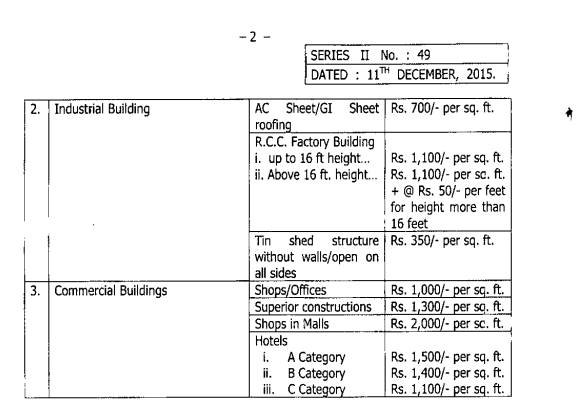 – 2 –
SERIES II No. : 49
DATED : 11TH DECEMBER, 2015.
2. Industrial Building AC Sheet/GI Sheet Rs. 700/- per sq. ft.
roofing
R.C.C. Factory Building
i. up to 16 ft height... Rs. 1,100/- per sq. ft.
ii. Above 16 ft. height... Rs. 1,100/- per sc. ft.
+ @ Rs. 50/- per feet
for height more than
16 feet
Tin shed structure Rs. 350/- per sq. ft.
without walls/open on
all sides
3. Commercial Buildings Shops/Offices Rs. 1,000/- per sq. ft.
Superior constructions Rs. 1,300/- per sq. ft.
Shops in Malls Rs. 2,000/- per sc. ft.
Hotels
i. A Category Rs. 1,500/- per sq. ft.
ii. B Category Rs. 1,400/- per sq. ft.
iii. C Category Rs. 1,100/- per sq. ft.